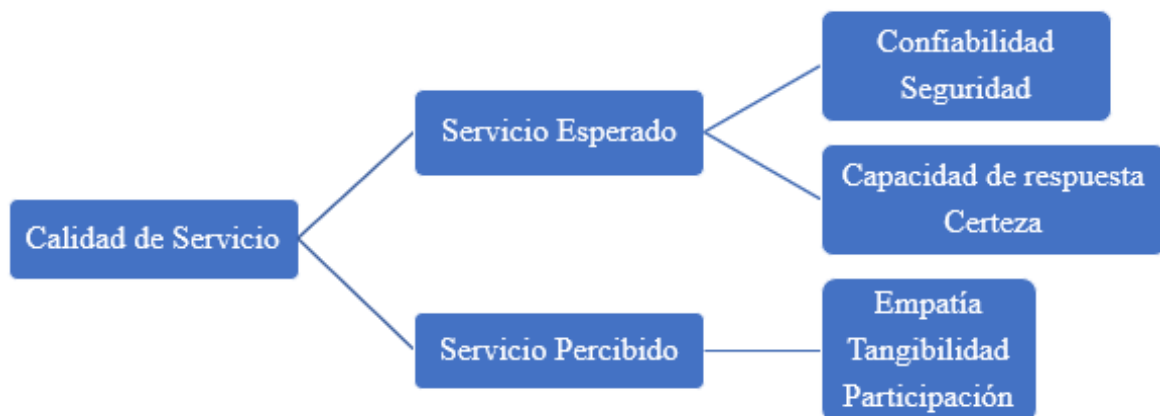 Calidad de Servicio
Servicio Esperado
Confiabilidad
Seguridad
Capacidad de respuesta
Certeza
Servicio Percibido
Empatía
Tangibilidad
Participación